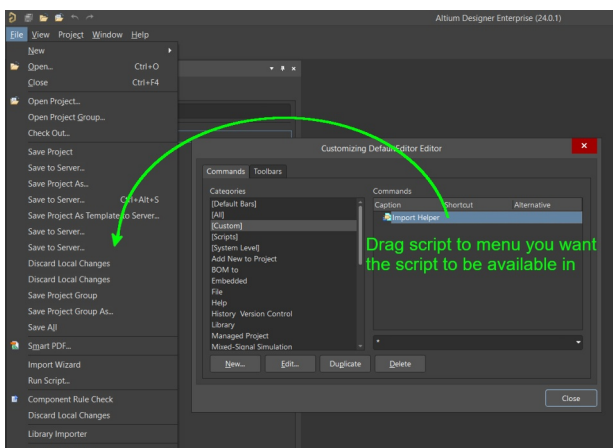 Altium Designer Enterprise (24.0.1)
File View Project Window Help
New
Open... Ctrl+O
Close Ctrl+F4
Open Project...
Open Project Group...
Check Out...
Save Project
Save to Server...
Save Project As...
Save to Server... Ctrl+Alt+S
Save Project As Template to Server...
Save to Server...
Save to Server...
Discard Local Changes
Discard Local Changes
Save Project Group
Save Project Group As...
Save All
Smart PDF...
Import Wizard
Run Script...
Component Rule Check
Discard Local Changes
Library Importer
Customizing DefaultEditor Editor
Commands Toolbars
Categories
[Default Bars]
[All]
[Custom]
[Scripts]
[System Level]
Add New to Project
BOM to
Embedded
File
Help
History Version Control
Library
Managed Project
Mixed-Signal Simulation
Commands
Caption Shortcut Alternative
Import Helper
Drag script to menu you want
the script to be available in
*
New... Edit... Duplicate Delete
Close